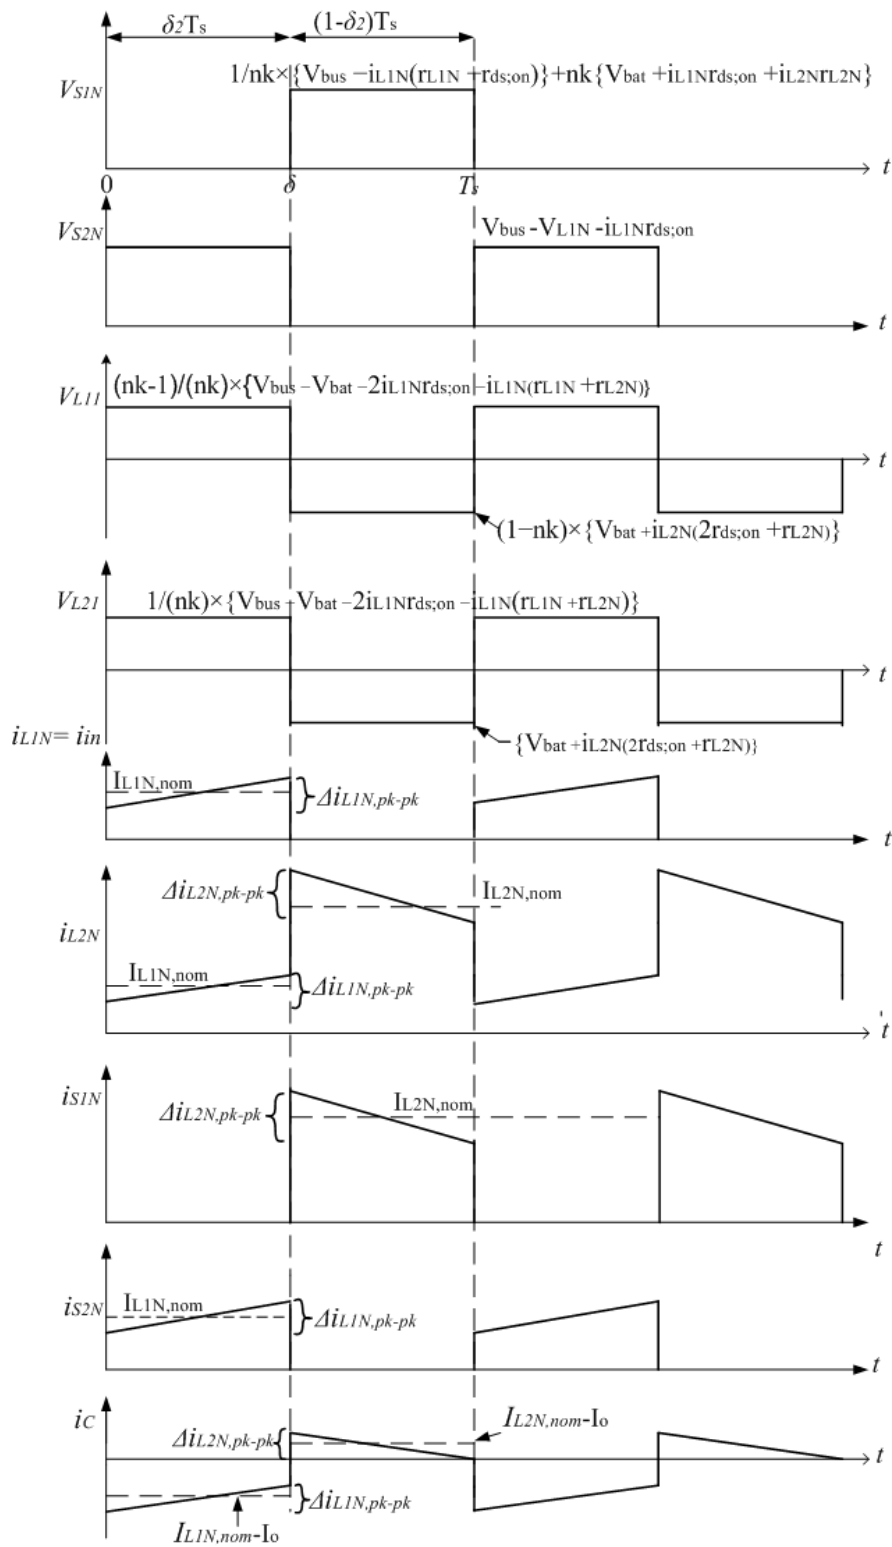 δ2Ts (1-δ2)Ts
1/nk×{Vbus −iL1N(rL1N +rds;on)}+nk{Vbat +iL1Nrds;on +iL2NrL2N}
VS1N
t
0 δ Ts
VS2N
Vbus -VL1N -iL1Nrds;on
t
VL11
(nk-1)/(nk)×{Vbus −Vbat −2iL1Nrds;on −iL1N(rL1N +rL2N)}
t
(1−nk)×{Vbat +iL2N(2rds;on +rL2N)}
VL21
1/(nk)×{Vbus +Vbat −2iL1Nrds;on −iL1N(rL1N +rL2N)}
t
{Vbat +iL2N(2rds;on +rL2N)}
iL1N= iin
IL1N,nom
ΔiL1N,pk-pk
t
iL2N
ΔiL2N,pk-pk
IL2N,nom
IL1N,nom
ΔiL1N,pk-pk
t
iS1N
ΔiL2N,pk-pk
IL2N,nom
t
iS2N
IL1N,nom
ΔiL1N,pk-pk
t
iC
ΔiL2N,pk-pk
IL2N,nom-Io
t
ΔiL1N,pk-pk
IL1N,nom-Io